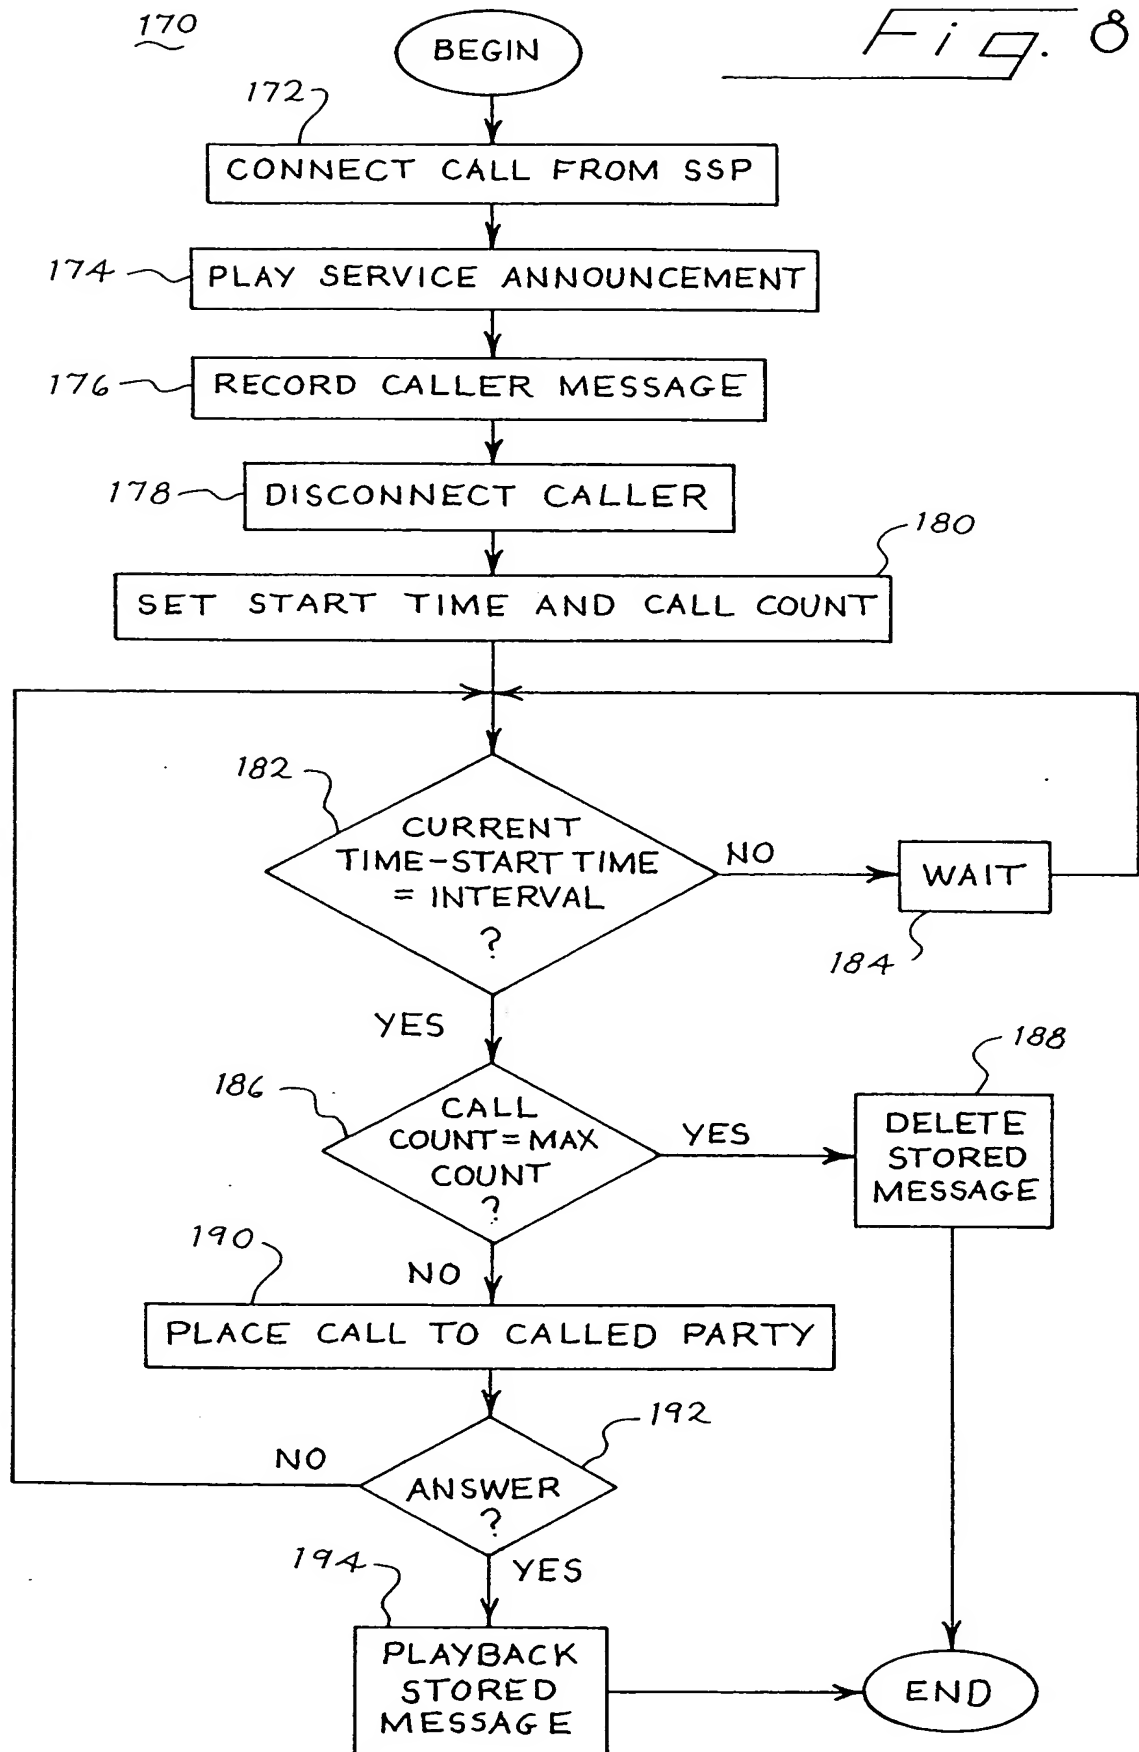 170
Fig. 8
BEGIN
172
CONNECT CALL FROM SSP
174
PLAY SERVICE ANNOUNCEMENT
176
RECORD CALLER MESSAGE
178
DISCONNECT CALLER
180
SET START TIME AND CALL COUNT
182
CURRENT
TIME-START TIME
= INTERVAL
?
NO
WAIT
184
YES
186
CALL
COUNT=MAX
COUNT
?
YES
188
DELETE
STORED
MESSAGE
190
NO
PLACE CALL TO CALLED PARTY
192
NO
ANSWER
?
194
YES
PLAYBACK
STORED
MESSAGE
END